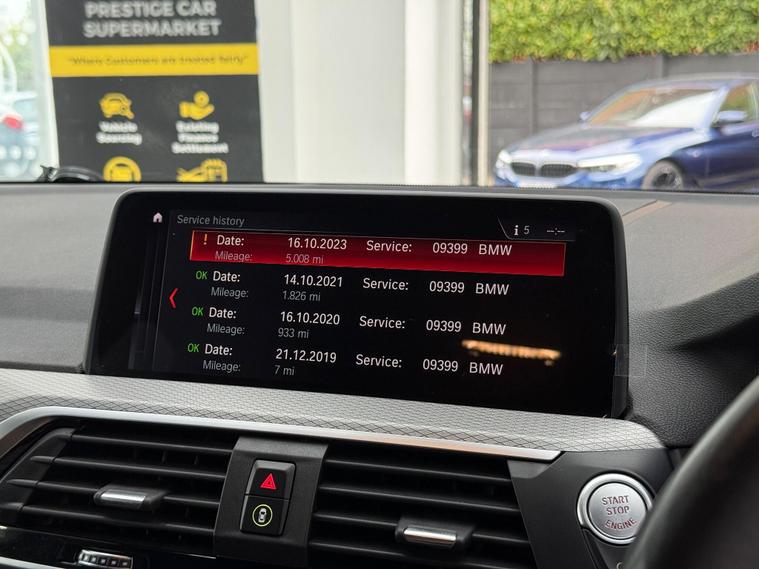 PRESTIGE CAR
SUPERMARKET
"Where Customers are treated fairly"
Vehicle
Sourcing
Existing
Finance
Settlement
Service history
i 5 --:--
! Date: 16.10.2023 Service: 09399 BMW
Mileage: 5.008 mi
OK Date: 14.10.2021 Service: 09399 BMW
Mileage: 1.826 mi
OK Date: 16.10.2020 Service: 09399 BMW
Mileage: 933 mi
OK Date: 21.12.2019 Service: 09399 BMW
Mileage: 7 mi
START
STOP
ENGINE